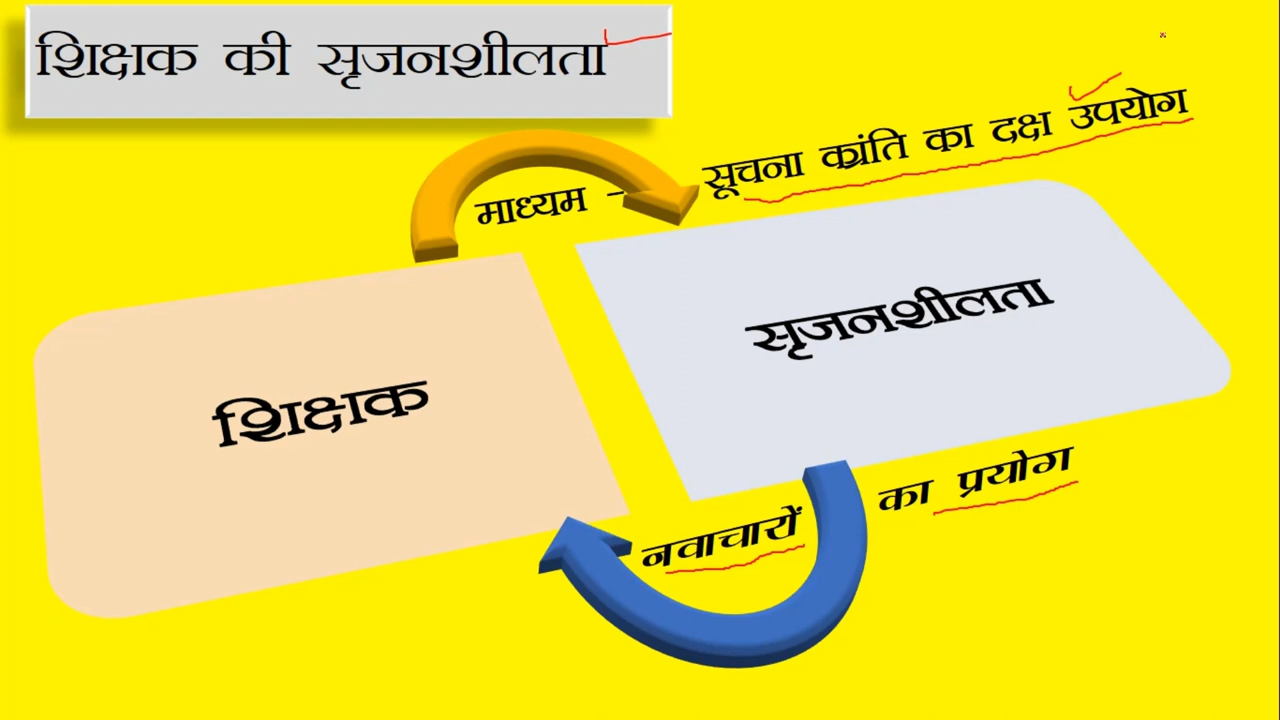 शिक्षक की सृजनशीलता
माध्यम - सूचना क्रांति का दक्ष उपयोग
सृजनशीलता
शिक्षक
नवाचारों का प्रयोग